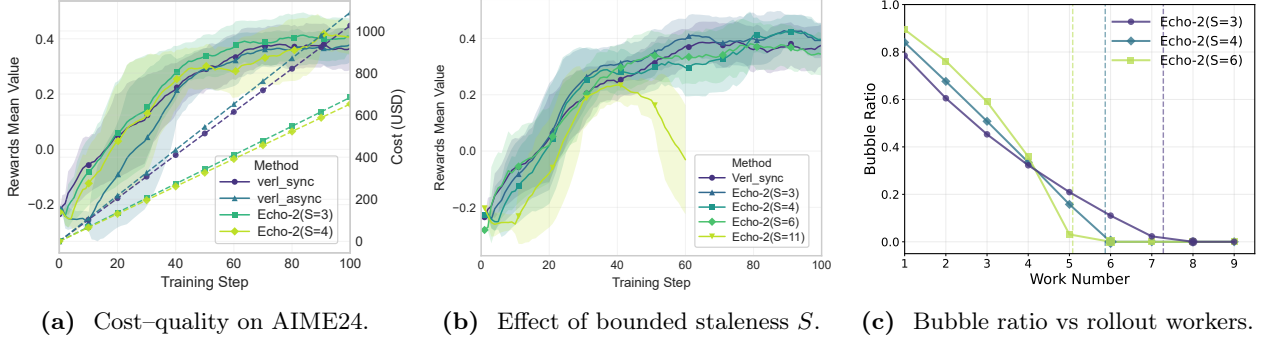 Rewards Mean Value
0.4
0.2
0.0
−0.2
0
20
40
60
80
100
Training Step
1000
800
600
400
200
0
Cost (USD)
Method
verl_sync
verl_async
Echo-2(S=3)
Echo-2(S=4)
(a) Cost–quality on AIME24.
Rewards Mean Value
0.4
0.2
0.0
−0.2
0
20
40
60
80
100
Training Step
Method
Verl_sync
Echo-2(S=3)
Echo-2(S=4)
Echo-2(S=6)
Echo-2(S=11)
(b) Effect of bounded staleness S.
Bubble Ratio
1.0
0.8
0.6
0.4
0.2
0.0
1
2
3
4
5
6
7
8
9
Work Number
Echo-2(S=3)
Echo-2(S=4)
Echo-2(S=6)
(c) Bubble ratio vs rollout workers.